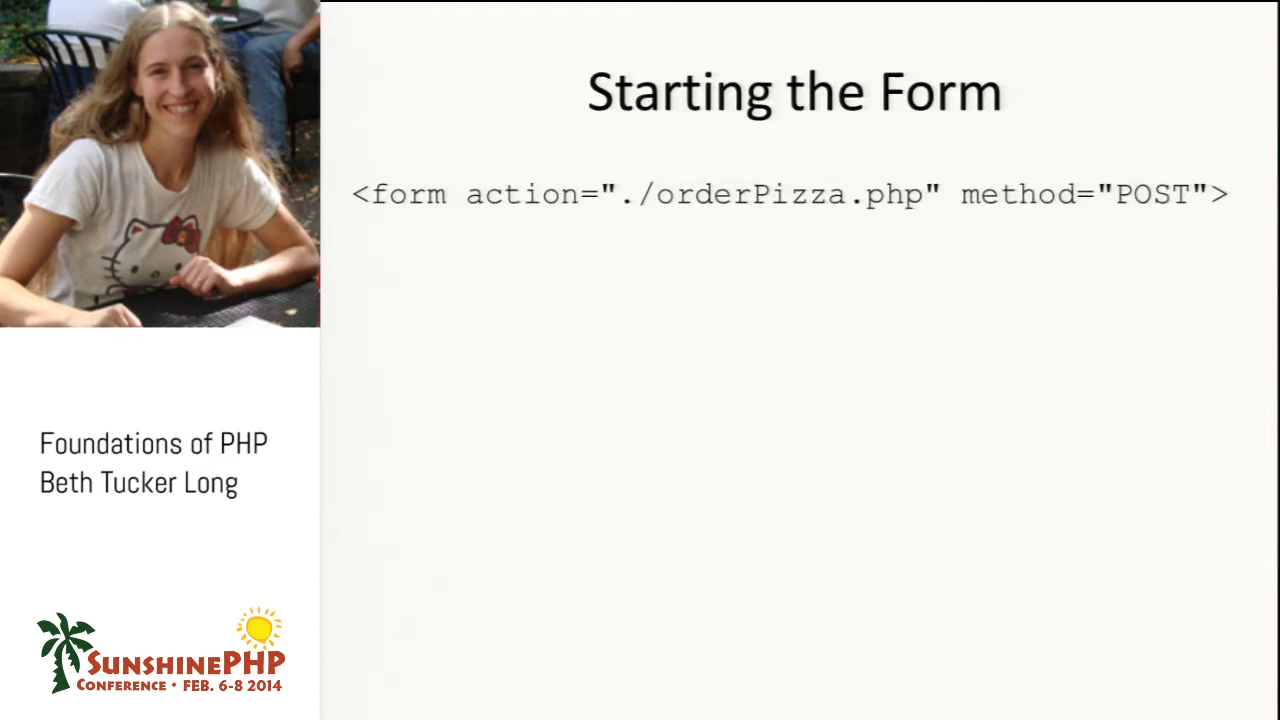 Starting the Form
<form action="./orderPizza.php" method="POST">
Foundations of PHP
Beth Tucker Long
SUNSHINEPHP
CONFERENCE • FEB. 6-8 2014